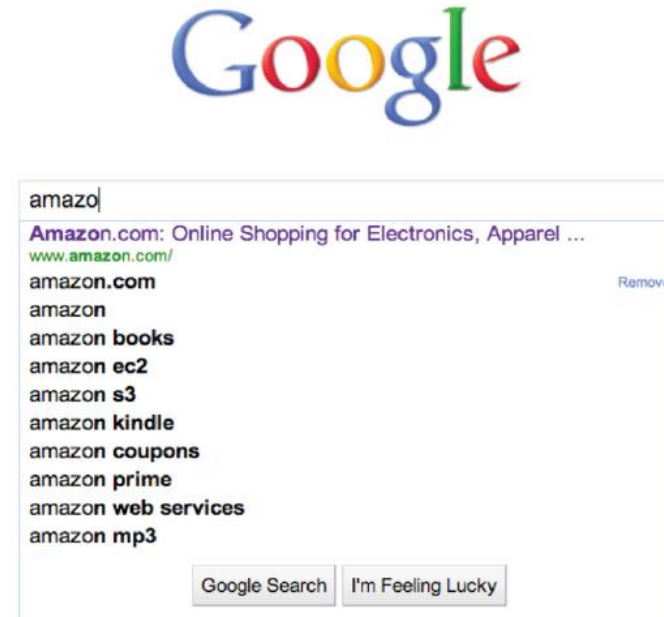 Google
amazo
Amazon.com: Online Shopping for Electronics, Apparel ...
www.amazon.com/
amazon.com Remove
amazon
amazon books
amazon ec2
amazon s3
amazon kindle
amazon coupons
amazon prime
amazon web services
amazon mp3
Google Search I'm Feeling Lucky